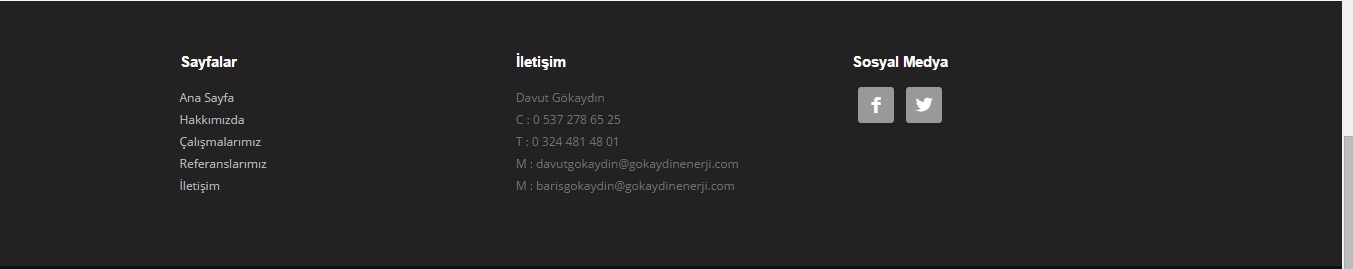 Sayfalar
Ana Sayfa
Hakkımızda
Çalışmalarımız
Referanslarımız
İletişim
İletişim
Davut Gökaydın
C : 0 537 278 65 25
T : 0 324 481 48 01
M : davutgokaydin@gokaydinenerji.com
M : barisgokaydin@gokaydinenerji.com
Sosyal Medya